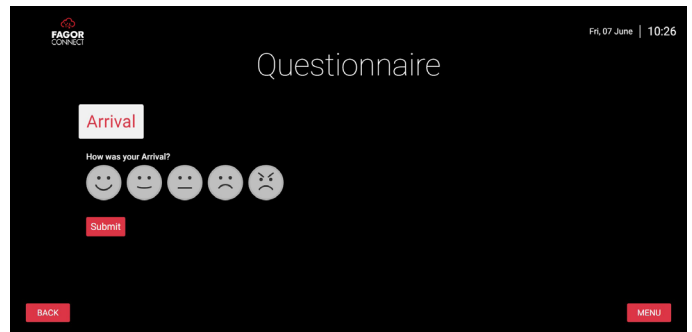 FAGOR
CONNECT
Fri, 07 June | 10:26
Questionnaire
Arrival
How was your Arrival?
Submit
BACK
MENU